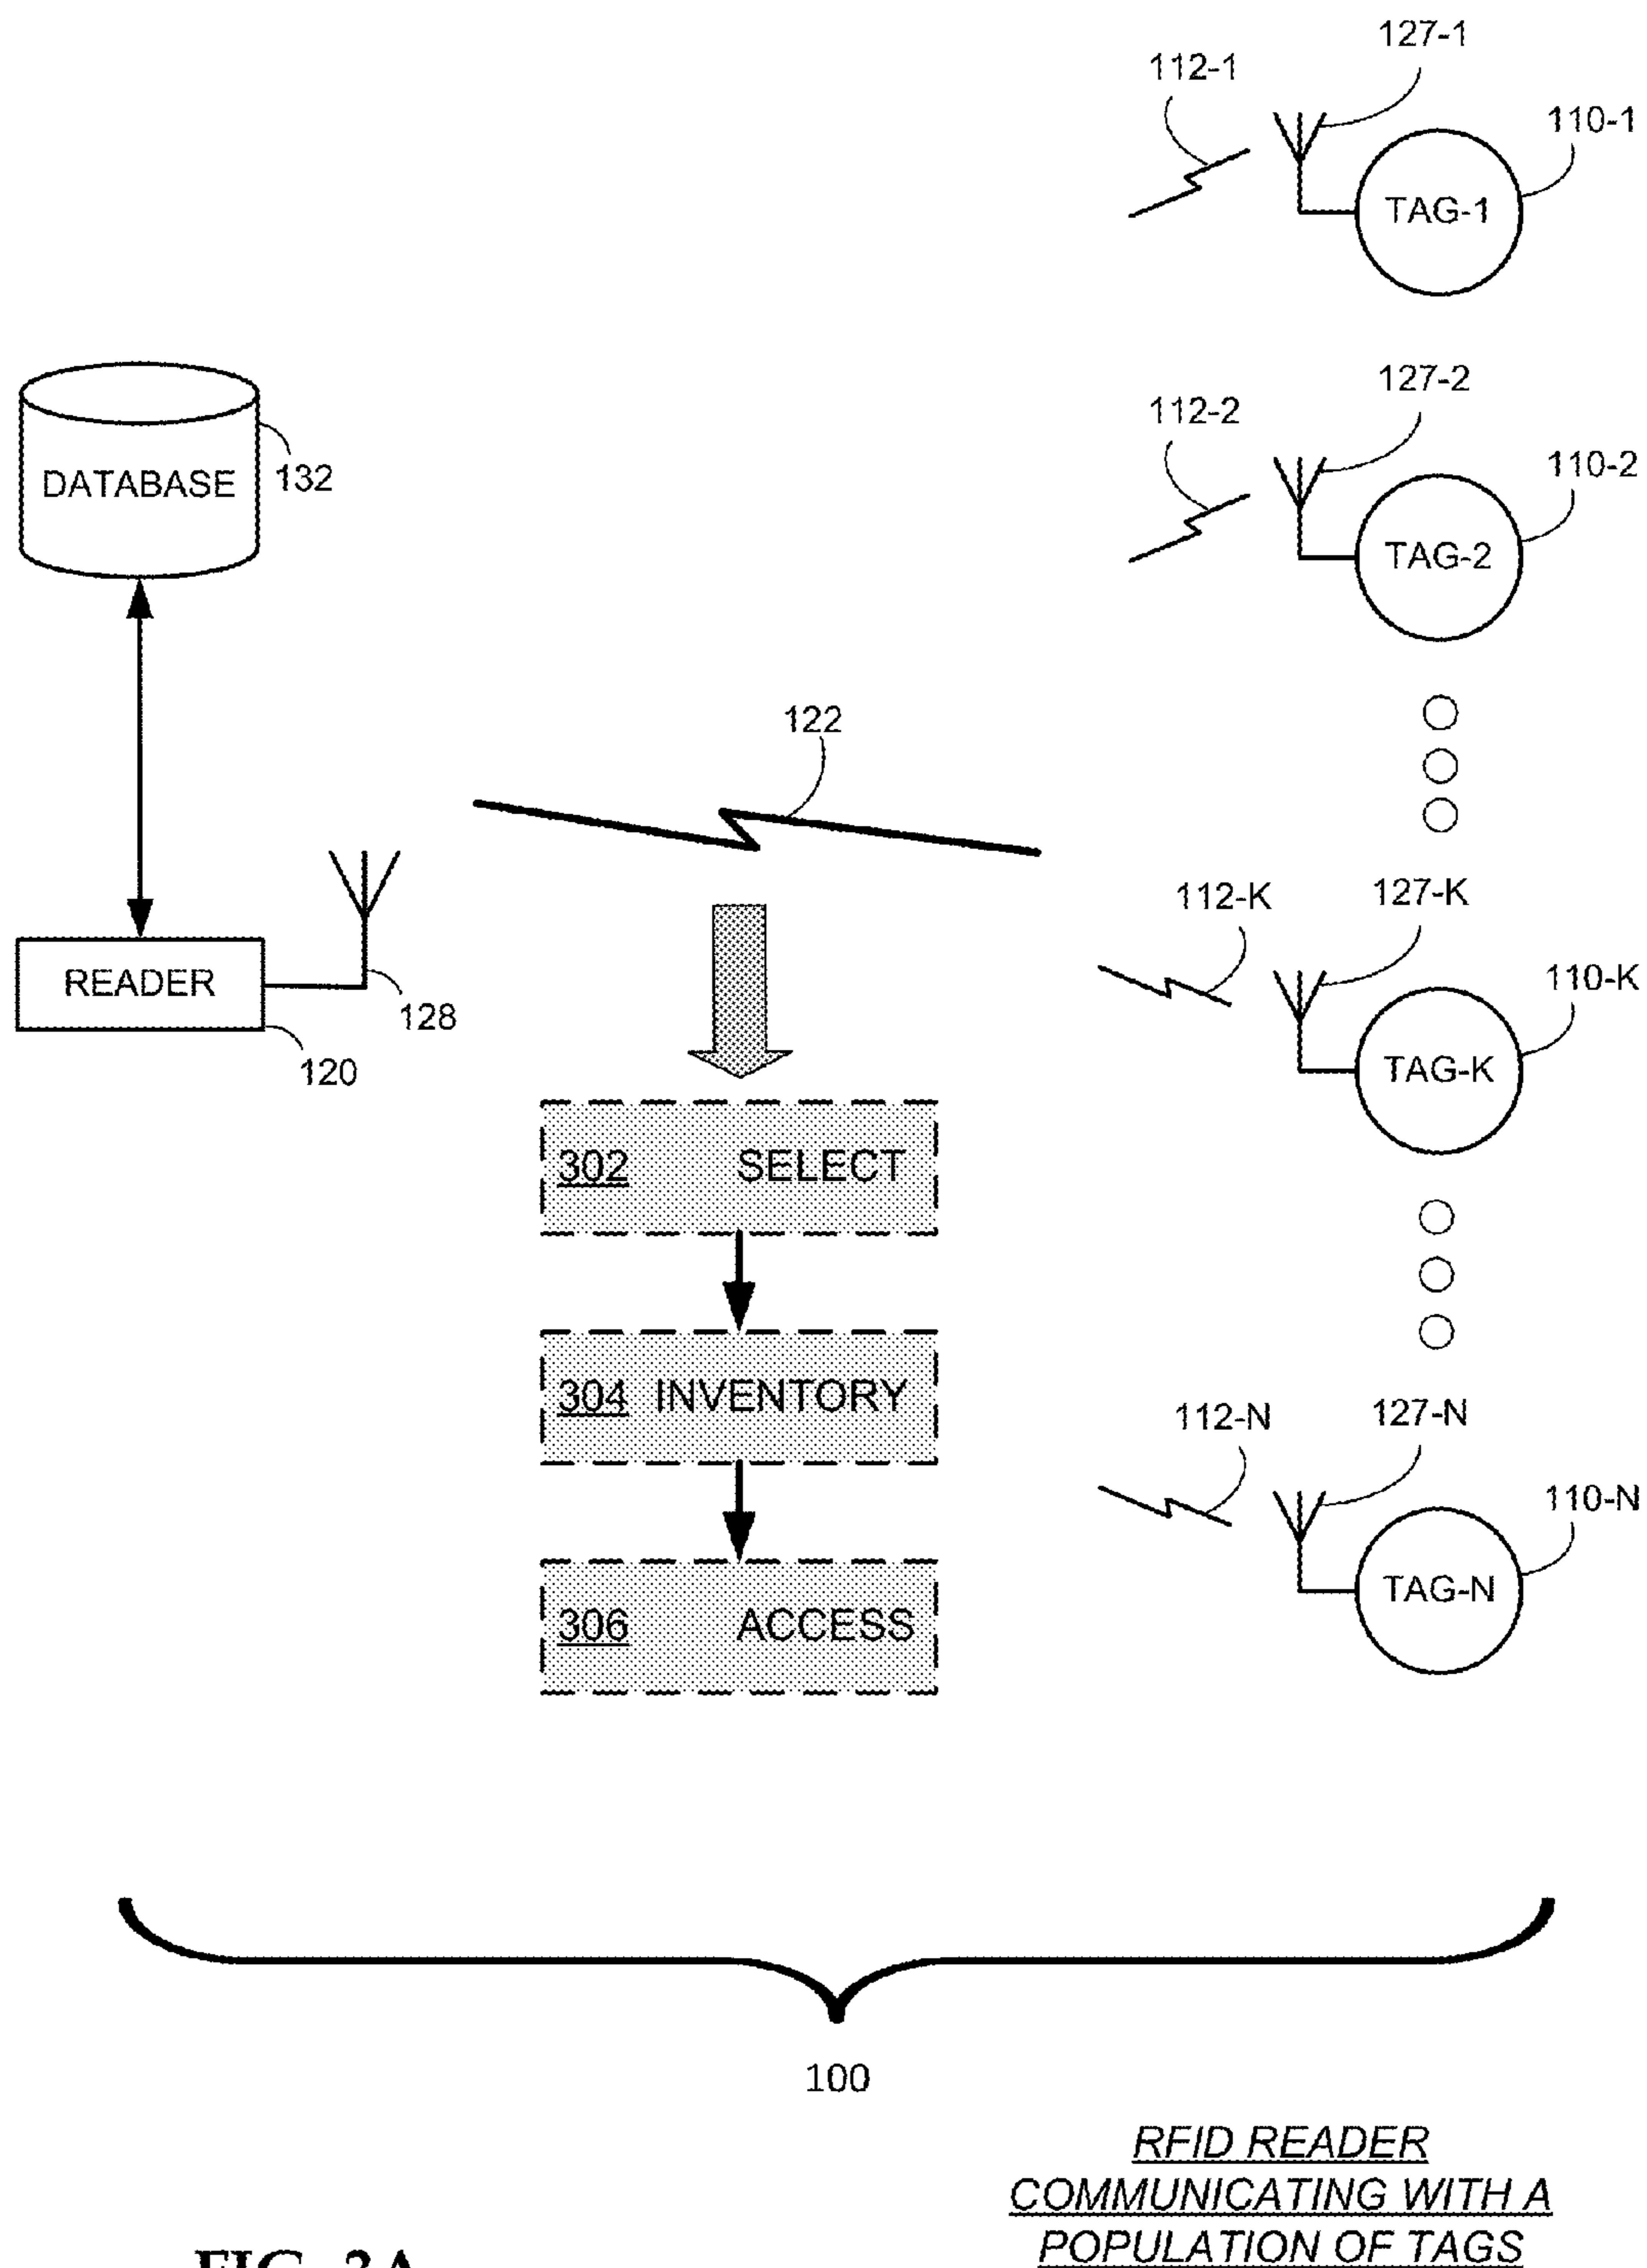 127-1
112-1
110-1
TAG-1
127-2
112-2
110-2
TAG-2
DATABASE
132
122
127-K
112-K
110-K
TAG-K
READER
128
120
302 SELECT
304 INVENTORY
306 ACCESS
127-N
112-N
110-N
TAG-N
100
RFID READER
COMMUNICATING WITH A
POPULATION OF TAGS
FIG. 3A